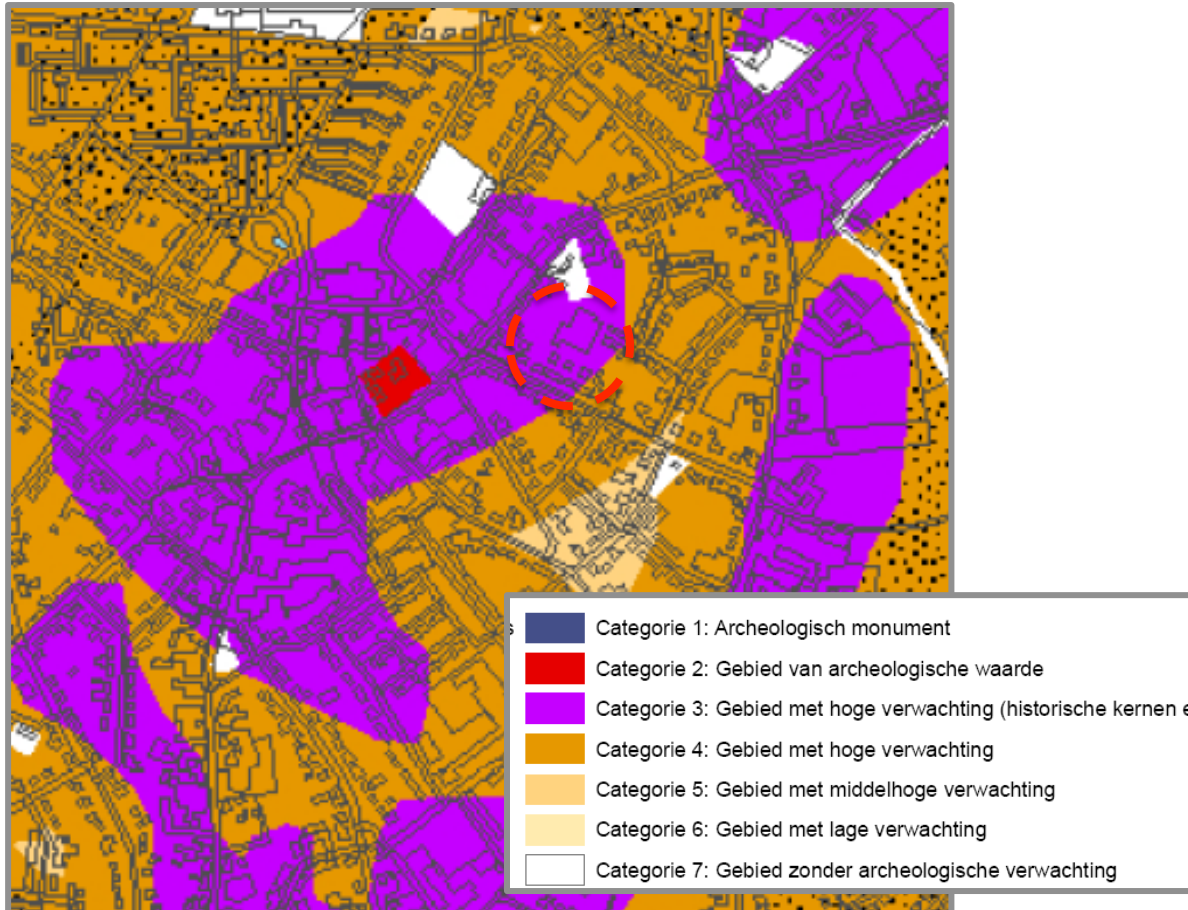 s
Categorie 1: Archeologisch monument
Categorie 2: Gebied van archeologische waarde
Categorie 3: Gebied met hoge verwachting (historische kernen e
Categorie 4: Gebied met hoge verwachting
Categorie 5: Gebied met middelhoge verwachting
Categorie 6: Gebied met lage verwachting
Categorie 7: Gebied zonder archeologische verwachting